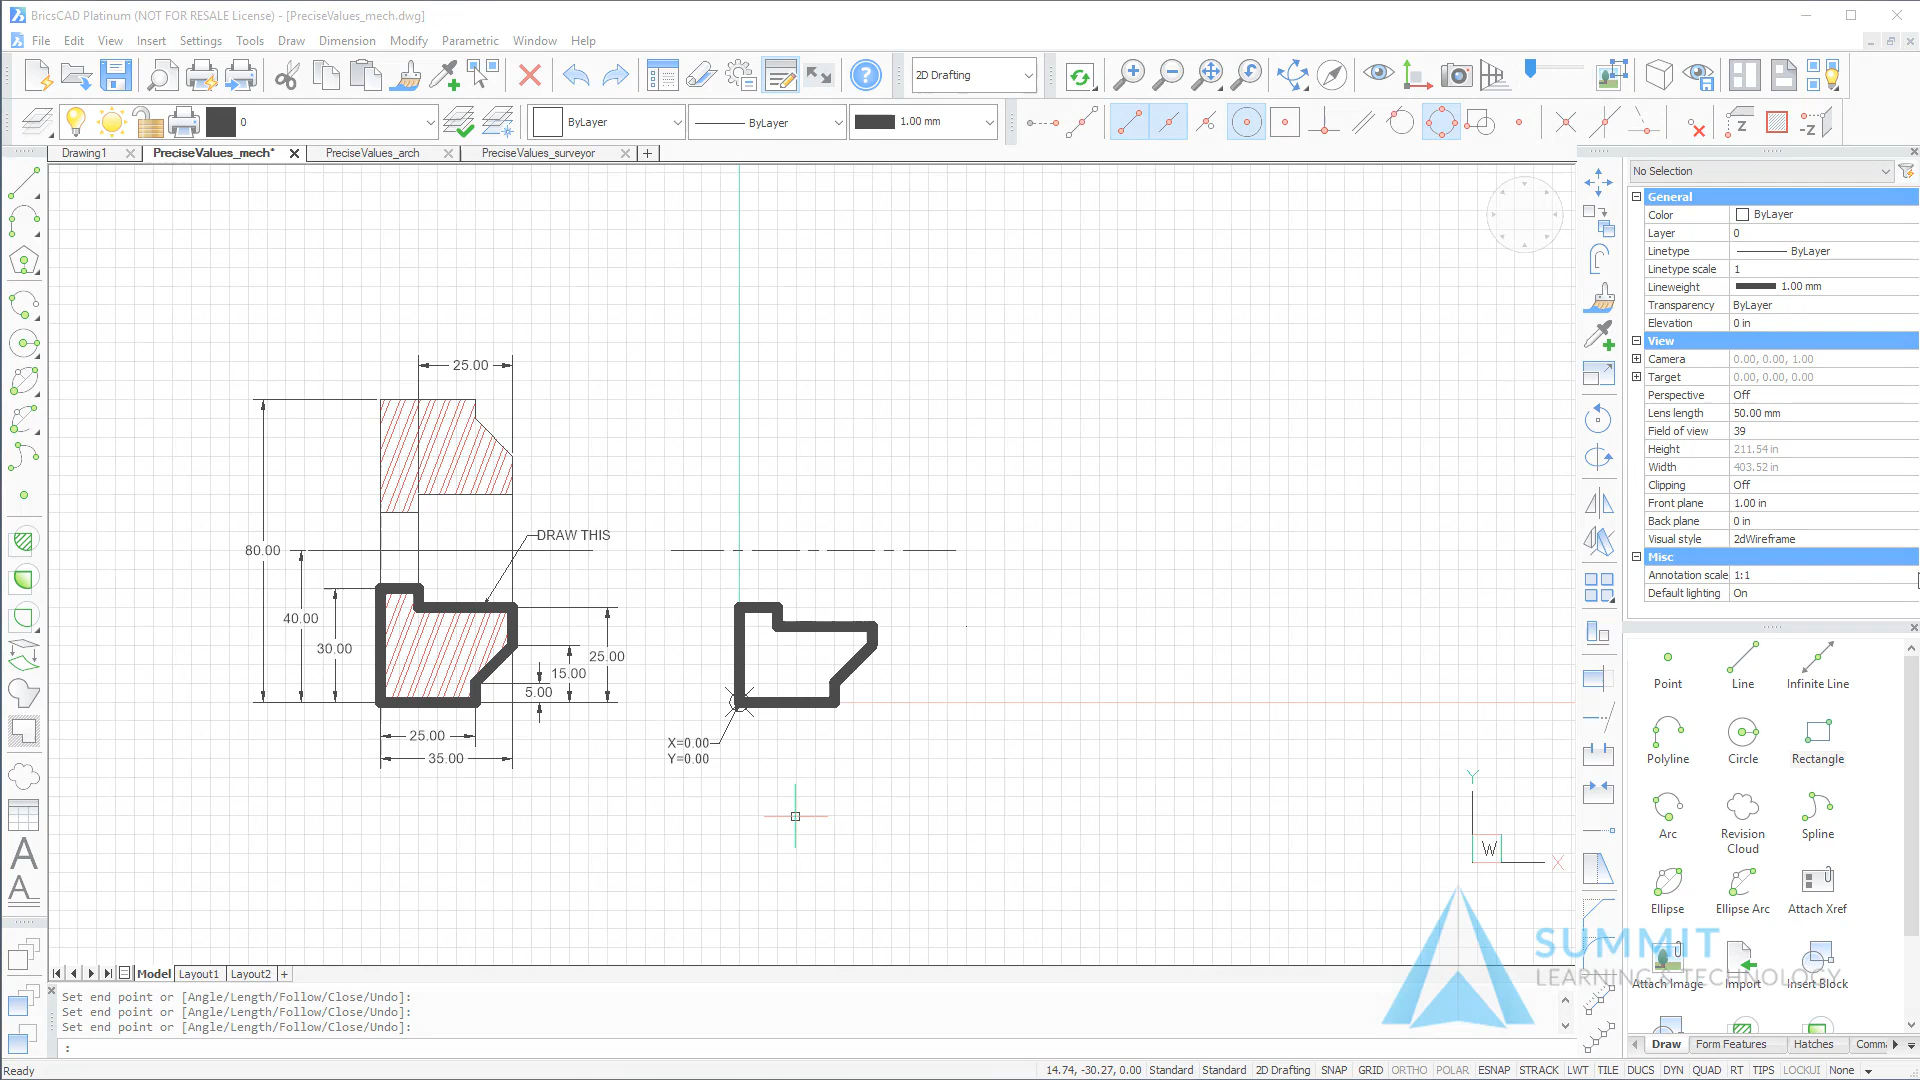 BricsCAD Platinum (NOT FOR RESALE License) - [PreciseValues_mech.dwg]
File Edit View Insert Settings Tools Draw Dimension Modify Parametric Window Help
2D Drafting
0
ByLayer
ByLayer
1.00 mm
Drawing1
PreciseValues_mech*
PreciseValues_arch
PreciseValues_surveyor
No Selection
General
Color ByLayer
Layer 0
Linetype ByLayer
Linetype scale 1
Lineweight 1.00 mm
Transparency ByLayer
Elevation 0 in
View
Camera 0.00, 0.00, 1.00
Target 0.00, 0.00, 0.00
Perspective Off
Lens length 50.00 mm
Field of view 39
Height 211.54 in
Width 403.52 in
Clipping Off
Front plane 1.00 in
Back plane 0 in
Visual style 2dWireframe
Misc
Annotation scale 1:1
Default lighting On
25.00
DRAW THIS
80.00
40.00
30.00
25.00
15.00
5.00
25.00
35.00
X=0.00
Y=0.00
Y
W
X
Point Line Infinite Line
Polyline Circle Rectangle
Arc Revision Cloud Spline
Ellipse Ellipse Arc Attach Xref
SUMMIT
LEARNING & TECHNOLOGY
Attach Image Import Insert Block
Draw Form Features Hatches Comma
Model Layout1 Layout2 +
Set end point or [Angle/Length/Follow/Close/Undo]:
Set end point or [Angle/Length/Follow/Close/Undo]:
Set end point or [Angle/Length/Follow/Close/Undo]:
:
Ready
14.74, -30.27, 0.00 Standard Standard 2D Drafting SNAP GRID ORTHO POLAR ESNAP STRACK LWT TILE DUCS DYN QUAD RT TIPS LOCKUI None